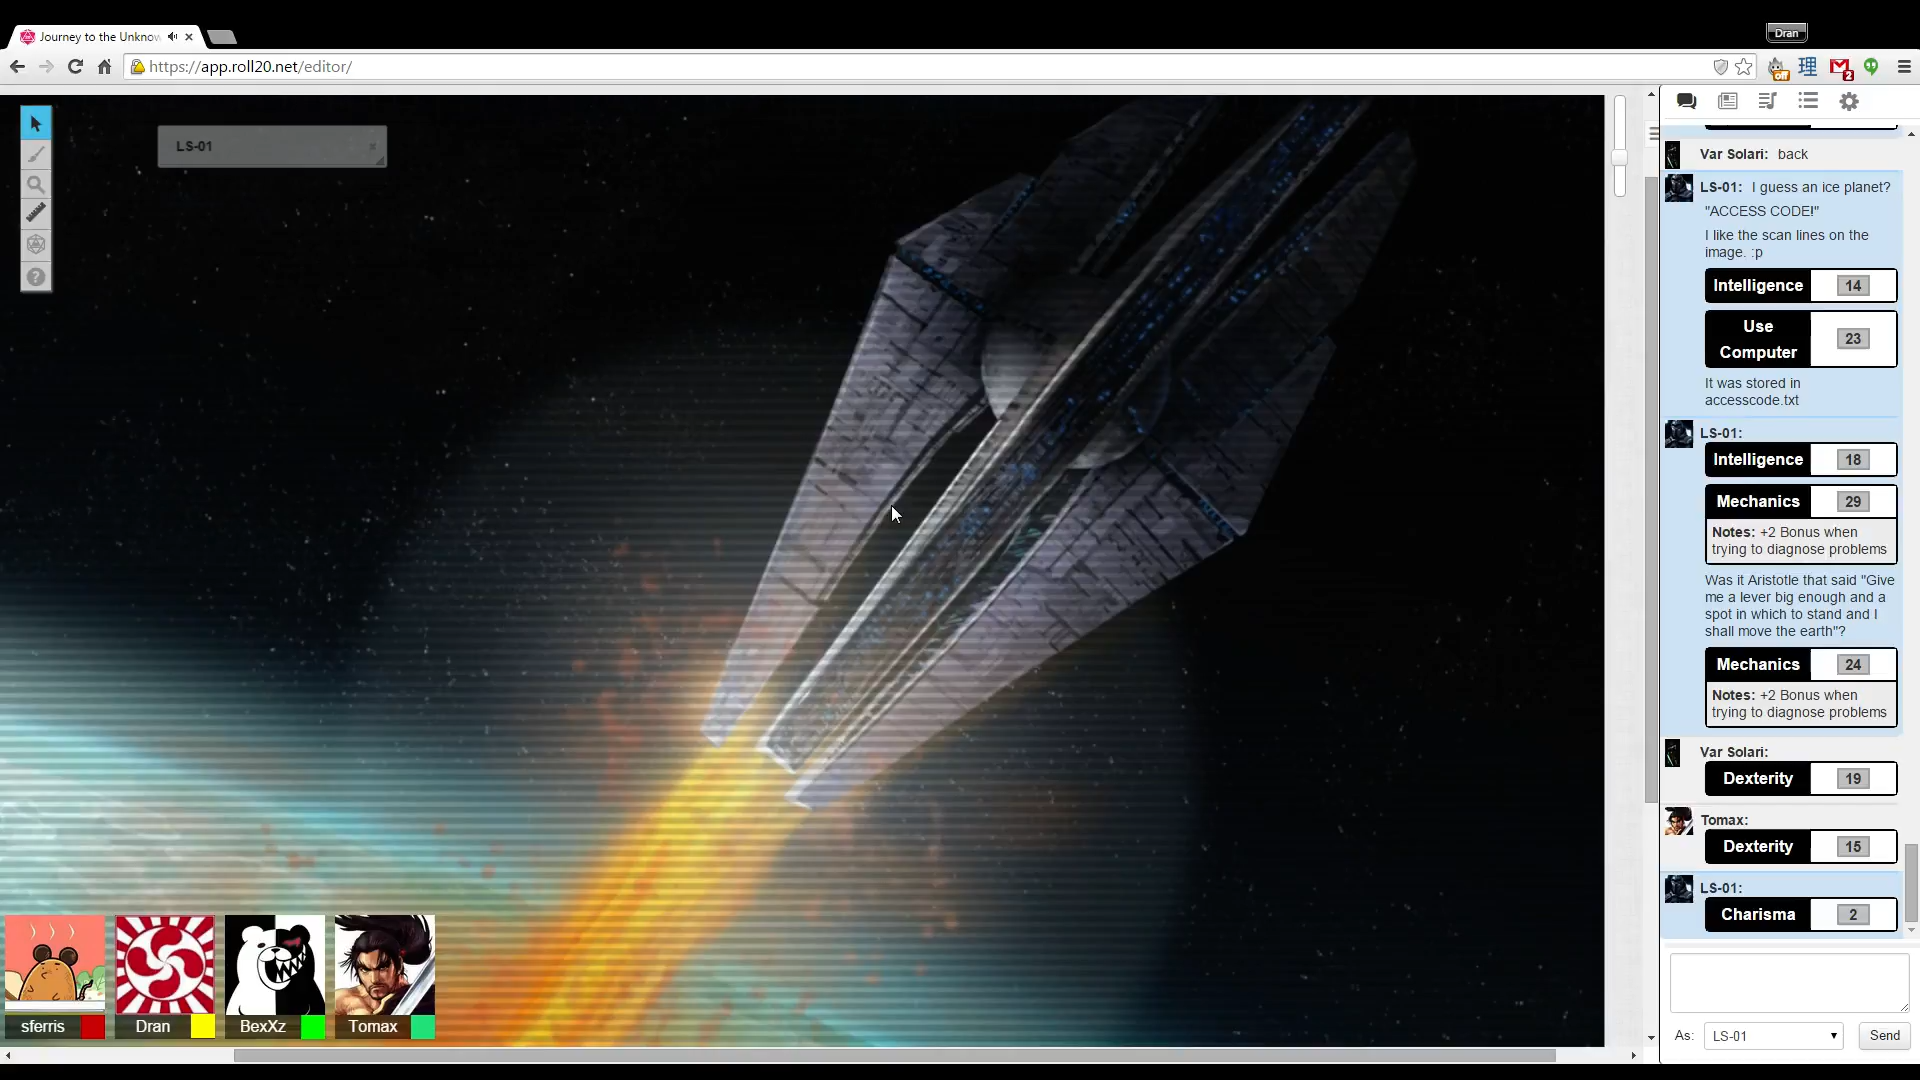 Journey to the Unknow
Dran
https://app.roll20.net/editor/
off
理
2
LS-01
Var Solari: back
LS-01: I guess an ice planet?
"ACCESS CODE!"
I like the scan lines on the
image. :p
Intelligence 14
Use
Computer 23
It was stored in
accesscode.txt
LS-01:
Intelligence 18
Mechanics 29
Notes: +2 Bonus when
trying to diagnose problems
Was it Aristotle that said "Give
me a lever big enough and a
spot in which to stand and I
shall move the earth"?
Mechanics 24
Notes: +2 Bonus when
trying to diagnose problems
Var Solari:
Dexterity 19
Tomax:
Dexterity 15
LS-01:
Charisma 2
sferris
Dran
BexXz
Tomax
As: LS-01
Send